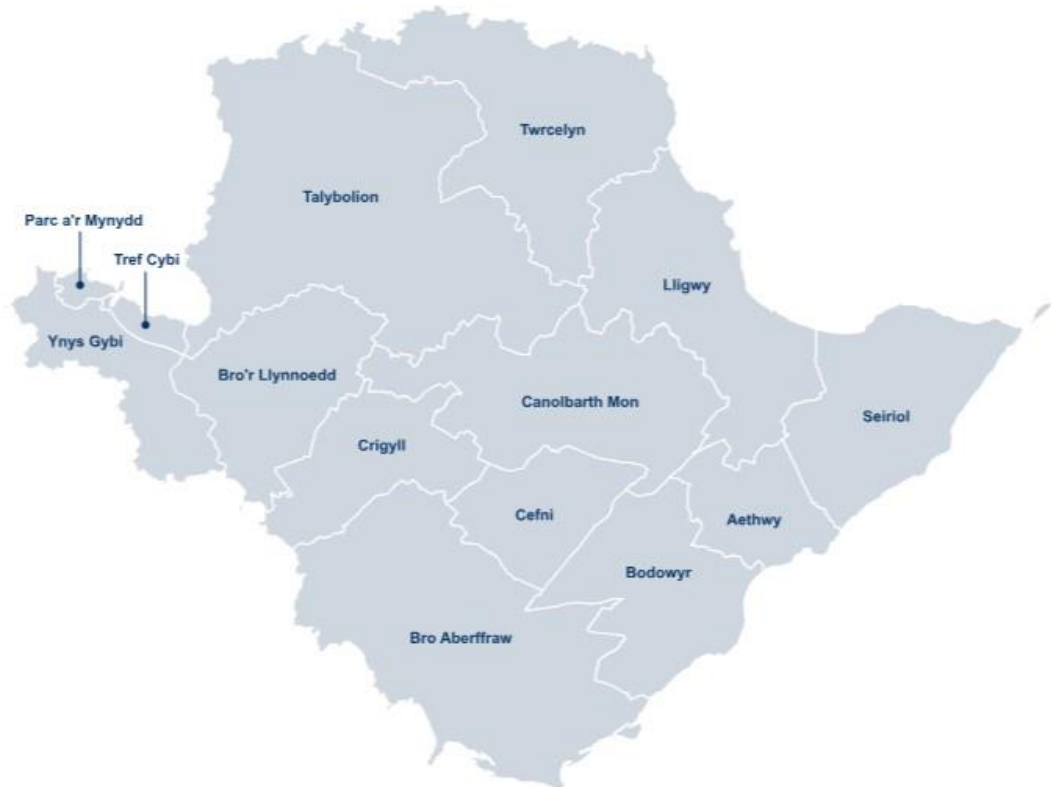 Twrcelyn
Talybolion
Parc a'r Mynydd
Tref Cybi
Lligwy
Ynys Gybi
Bro'r Llynnoedd
Canolbarth Mon
Seiriol
Crigyll
Cefni
Aethwy
Bodowyr
Bro Aberffraw